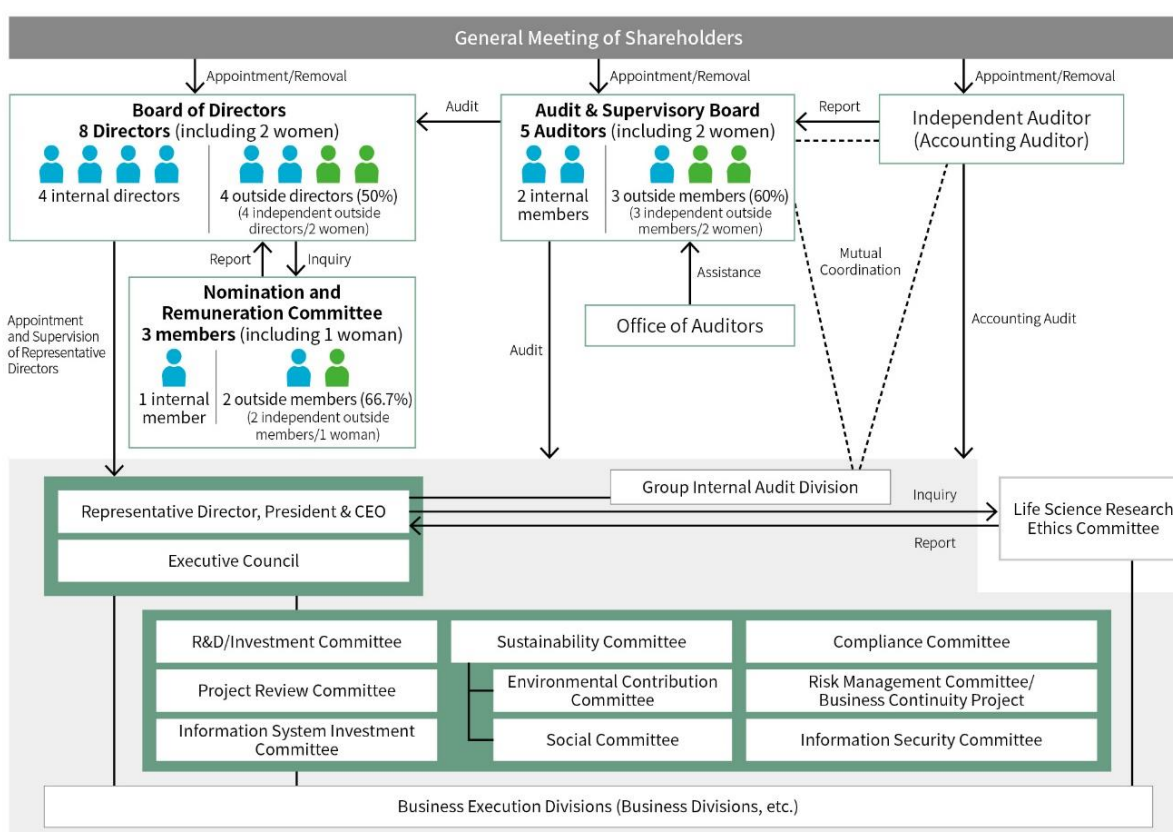 General Meeting of Shareholders
Appointment/Removal
Appointment/Removal
Appointment/Removal
Board of Directors
8 Directors (including 2 women)
4 internal directors
4 outside directors (50%)
(4 independent outside
directors/2 women)
Audit
Audit & Supervisory Board
5 Auditors (including 2 women)
2 internal
members
3 outside members (60%)
(3 independent outside
members/2 women)
Report
Independent Auditor
(Accounting Auditor)
Report
Inquiry
Nomination and
Remuneration Committee
3 members (including 1 woman)
1 internal
member
2 outside members (66.7%)
(2 independent outside
members/1 woman)
Appointment
and Supervision
of Representative
Directors
Audit
Assistance
Office of Auditors
Mutual
Coordination
Accounting Audit
Group Internal Audit Division
Representative Director, President & CEO
Executive Council
Inquiry
Report
Life Science Research
Ethics Committee
R&D/Investment Committee
Sustainability Committee
Compliance Committee
Project Review Committee
Environmental Contribution
Committee
Risk Management Committee/
Business Continuity Project
Information System Investment
Committee
Social Committee
Information Security Committee
Business Execution Divisions (Business Divisions, etc.)